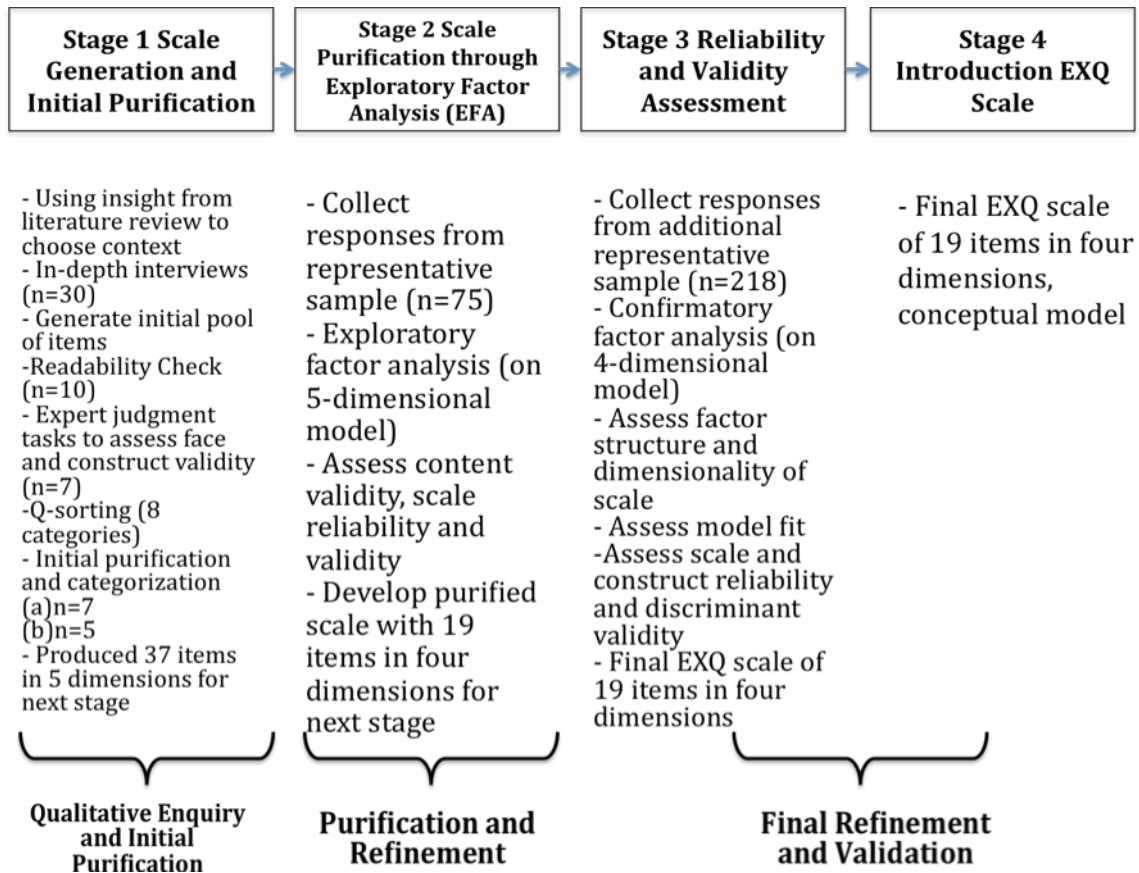 Stage 1 Scale
Generation and
Initial Purification
Stage 2 Scale
Purification through
Exploratory Factor
Analysis (EFA)
Stage 3 Reliability
and Validity
Assessment
Stage 4
Introduction EXQ
Scale
- Using insight from
literature review to
choose context
- In-depth interviews
(n=30)
- Generate initial pool
of items
-Readability Check
(n=10)
- Expert judgment
tasks to assess face
and construct validity
(n=7)
-Q-sorting (8
categories)
- Initial purification
and categorization
(a)n=7
(b)n=5
- Produced 37 items
in 5 dimensions for
next stage
- Collect
responses from
representative
sample (n=75)
- Exploratory
factor analysis (on
5-dimensional
model)
- Assess content
validity, scale
reliability and
validity
- Develop purified
scale with 19
items in four
dimensions for
next stage
- Collect responses
from additional
representative
sample (n=218)
- Confirmatory
factor analysis (on
4-dimensional
model)
- Assess factor
structure and
dimensionality of
scale
- Assess model fit
-Assess scale and
construct reliability
and discriminant
validity
- Final EXQ scale of
19 items in four
dimensions
- Final EXQ scale
of 19 items in four
dimensions,
conceptual model
Qualitative Enquiry
and Initial
Purification
Purification and
Refinement
Final Refinement
and Validation